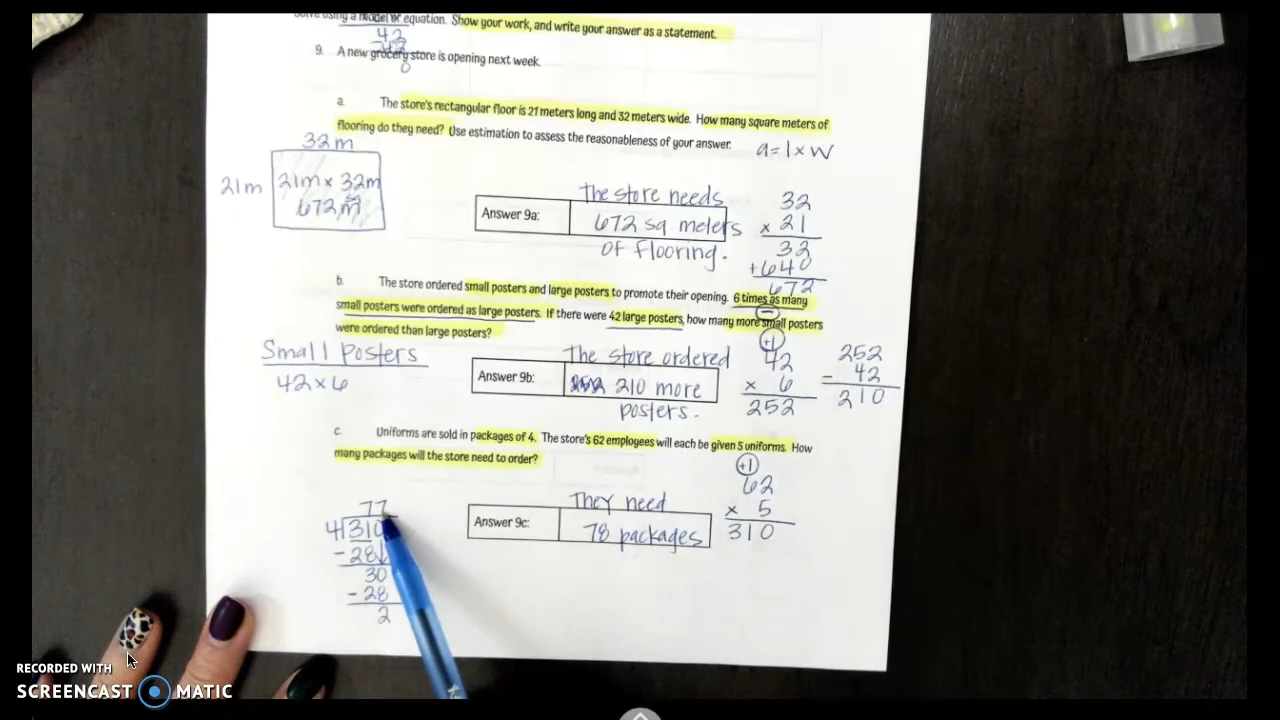 solve using a model or equation. Show your work, and write your answer as a statement.
42
- 42
0
9. A new grocery store is opening next week.
a. The store's rectangular floor is 21 meters long and 32 meters wide. How many square meters of
flooring do they need? Use estimation to assess the reasonableness of your answer.
a = l x w
32m
21m
21m x 32m
672m²
Answer 9a:
The store needs
672 sq. meters
of flooring.
32
x 21
32
+640
672
b. The store ordered small posters and large posters to promote their opening. 6 times as many
small posters were ordered as large posters. If there were 42 large posters, how many more small posters
were ordered than large posters?
Small Posters
42 x 6
Answer 9b:
The store ordered
210 more
posters.
+1
42
x 6
252
252
- 42
210
c. Uniforms are sold in packages of 4. The store's 62 employees will each be given 5 uniforms. How
many packages will the store need to order?
77
4 310
- 28
30
- 28
2
Answer 9c:
They need
78 packages
+1
62
x 5
310
RECORDED WITH
SCREENCAST MATIC